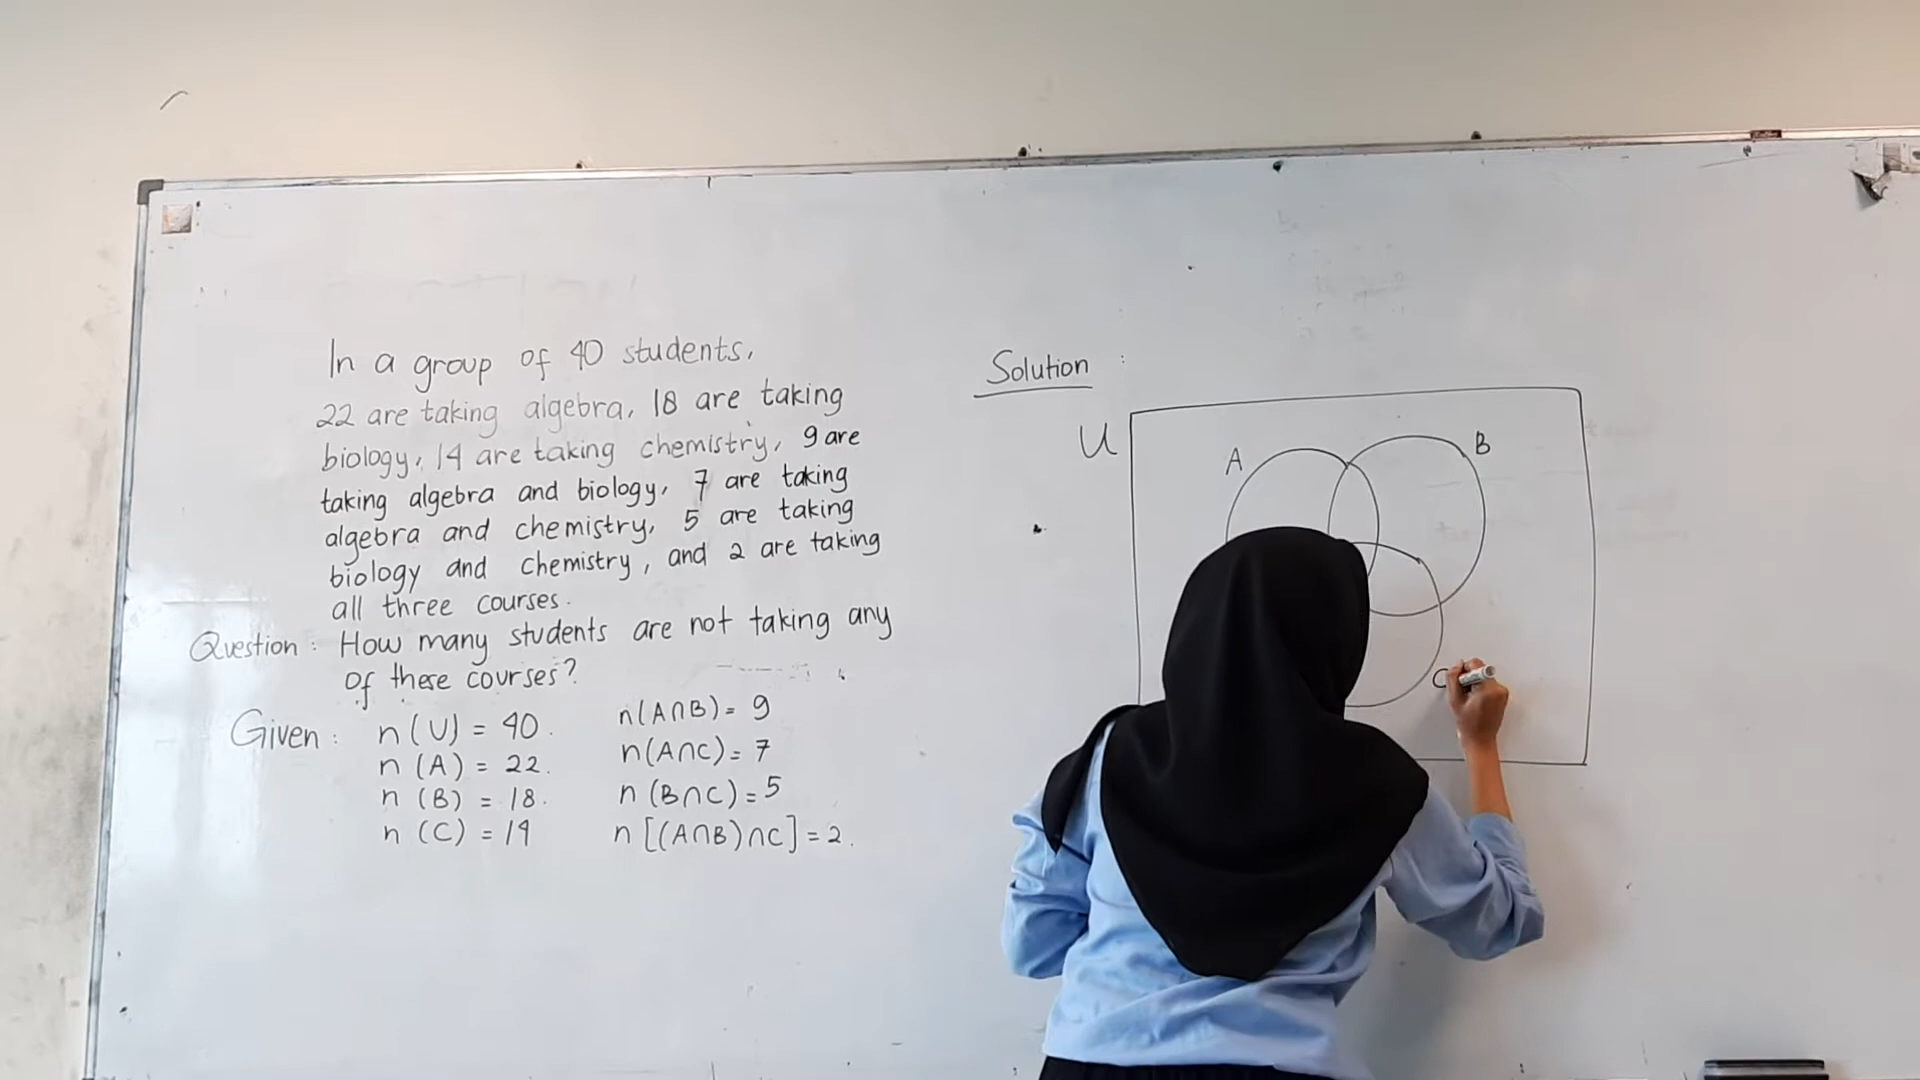 In a group of 40 students,
22 are taking algebra, 18 are taking
biology, 14 are taking chemistry, 9 are
taking algebra and biology, 7 are taking
algebra and chemistry, 5 are taking
biology and chemistry, and 2 are taking
all three courses.
Question: How many students are not taking any
of these courses?
Given: n(U) = 40. n(A∩B) = 9
n(A) = 22. n(A∩C) = 7
n(B) = 18. n(B∩C) = 5
n(C) = 14 n[(A∩B)∩C] = 2.
Solution:
U
A
B
C